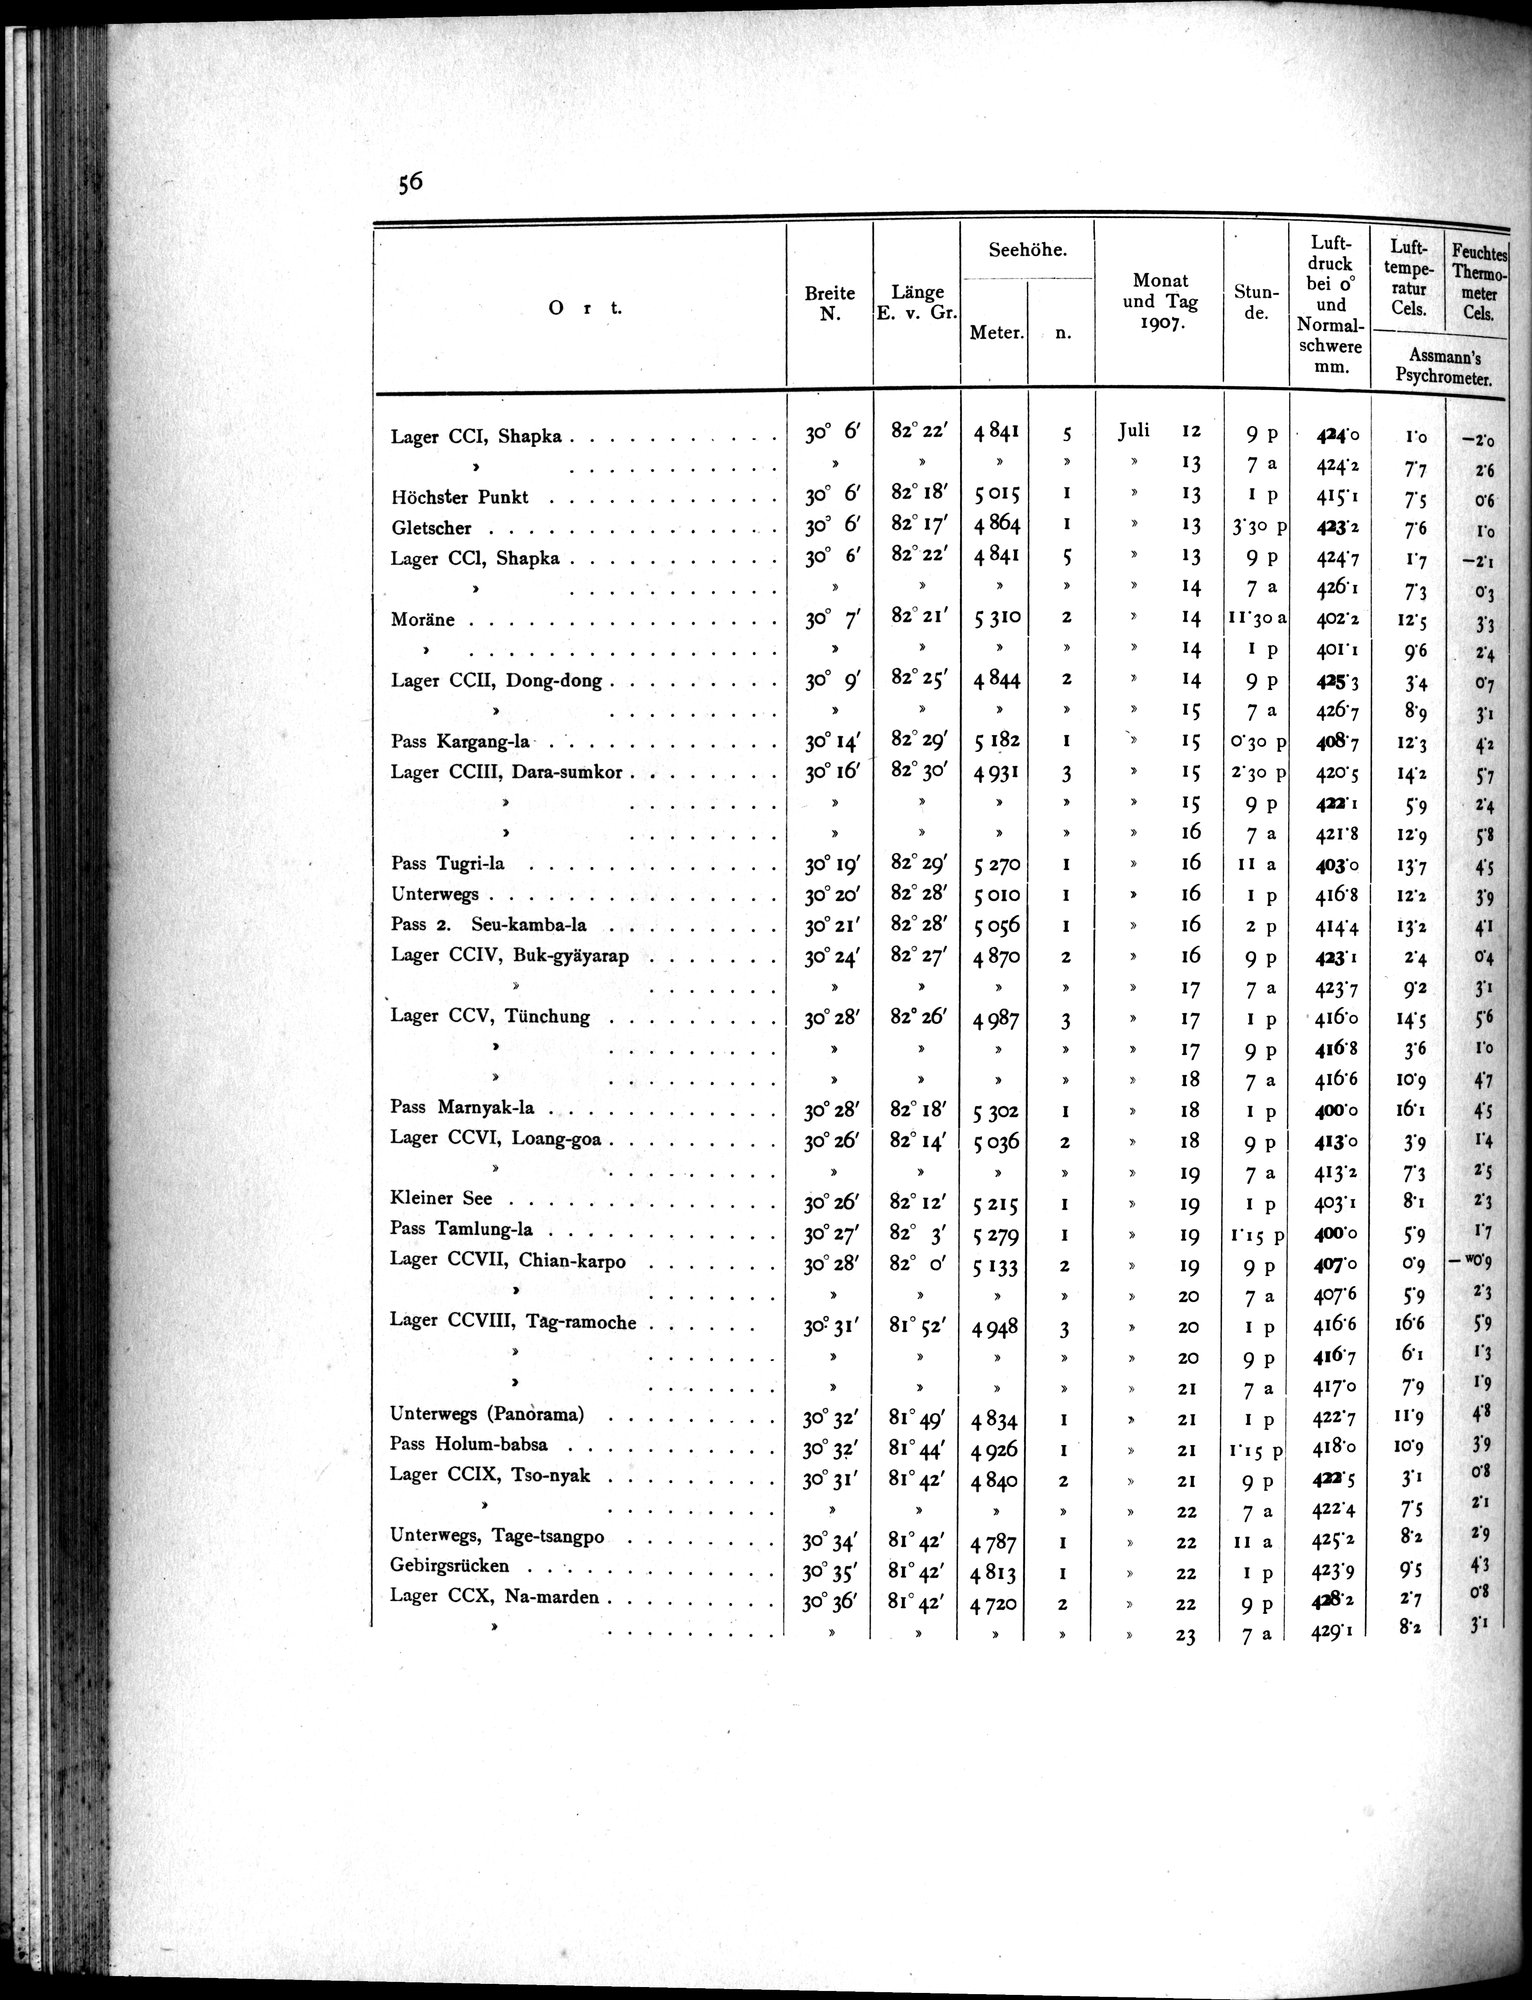 56
Ort. Breite N. Länge E. v. Gr. Seehöhe. Meter. n. Monat und Tag 1907. Stunde. Luftdruck bei 0° und Normalschwere mm. Lufttemperatur Cels. Feuchtes Thermometer Cels. Assmann's Psychrometer.
Lager CCI, Shapka 30° 6′ 82° 22′ 4 841 5 Juli 12 9 p 424·0 1·0 —2·0
» » » » » » 13 7 a 424·2 7·7 2·6
Höchster Punkt 30° 6′ 82° 18′ 5 015 1 » 13 1 p 415·1 7·5 0·6
Gletscher 30° 6′ 82° 17′ 4 864 1 » 13 3·30 p 423·2 7·6 1·0
Lager CCI, Shapka 30° 6′ 82° 22′ 4 841 5 » 13 9 p 424·7 1·7 —2·1
» » » » » » 14 7 a 426·1 7·3 0·3
Moräne 30° 7′ 82° 21′ 5 310 2 » 14 11·30 a 402·2 12·5 3·3
» » » » » » 14 1 p 401·1 9·6 2·4
Lager CCII, Dong-dong 30° 9′ 82° 25′ 4 844 2 » 14 9 p 425·3 3·4 0·7
» » » » » » 15 7 a 426·7 8·9 3·1
Pass Kargang-la 30° 14′ 82° 29′ 5 182 1 » 15 0·30 p 408·7 12·3 4·2
Lager CCIII, Dara-sumkor 30° 16′ 82° 30′ 4 931 3 » 15 2·30 p 420·5 14·2 5·7
» » » » » » 15 9 p 422·1 5·9 2·4
» » » » » » 16 7 a 421·8 12·9 5·8
Pass Tugri-la 30° 19′ 82° 29′ 5 270 1 » 16 11 a 403·0 13·7 4·5
Unterwegs 30° 20′ 82° 28′ 5 010 1 » 16 1 p 416·8 12·2 3·9
Pass 2. Seu-kamba-la 30° 21′ 82° 28′ 5 056 1 » 16 2 p 414·4 13·2 4·1
Lager CCIV, Buk-gyäyarap 30° 24′ 82° 27′ 4 870 2 » 16 9 p 423·1 2·4 0·4
» » » » » » 17 7 a 423·7 9·2 3·1
Lager CCV, Tünchung 30° 28′ 82° 26′ 4 987 3 » 17 1 p 416·0 14·5 5·6
» » » » » » 17 9 p 416·8 3·6 1·0
» » » » » » 18 7 a 416·6 10·9 4·7
Pass Marnyak-la 30° 28′ 82° 18′ 5 302 1 » 18 1 p 400·0 16·1 4·5
Lager CCVI, Loang-goa 30° 26′ 82° 14′ 5 036 2 » 18 9 p 413·0 3·9 1·4
» » » » » » 19 7 a 413·2 7·3 2·5
Kleiner See 30° 26′ 82° 12′ 5 215 1 » 19 1 p 403·1 8·1 2·3
Pass Tamlung-la 30° 27′ 82° 3′ 5 279 1 » 19 1·15 p 400·0 5·9 1·7
Lager CCVII, Chian-karpo 30° 28′ 82° 0′ 5 133 2 » 19 9 p 407·0 0·9 —w0·9
» » » » » » 20 7 a 407·6 5·9 2·3
Lager CCVIII, Tag-ramoche 30° 31′ 81° 52′ 4 948 3 » 20 1 p 416·6 16·6 5·9
» » » » » » 20 9 p 416·7 6·1 1·3
» » » » » » 21 7 a 417·0 7·9 1·9
Unterwegs (Panorama) 30° 32′ 81° 49′ 4 834 1 » 21 1 p 422·7 11·9 4·8
Pass Holum-babsa 30° 32′ 81° 44′ 4 926 1 » 21 1·15 p 418·0 10·9 3·9
Lager CCIX, Tso-nyak 30° 31′ 81° 42′ 4 840 2 » 21 9 p 422·5 3·1 0·8
» » » » » » 22 7 a 422·4 7·5 2·1
Unterwegs, Tage-tsangpo 30° 34′ 81° 42′ 4 787 1 » 22 11 a 425·2 8·2 2·9
Gebirgsrücken 30° 35′ 81° 42′ 4 813 1 » 22 1 p 423·9 9·5 4·3
Lager CCX, Na-marden 30° 36′ 81° 42′ 4 720 2 » 22 9 p 428·2 2·7 0·8
» » » » » » 23 7 a 429·1 8·2 3·1